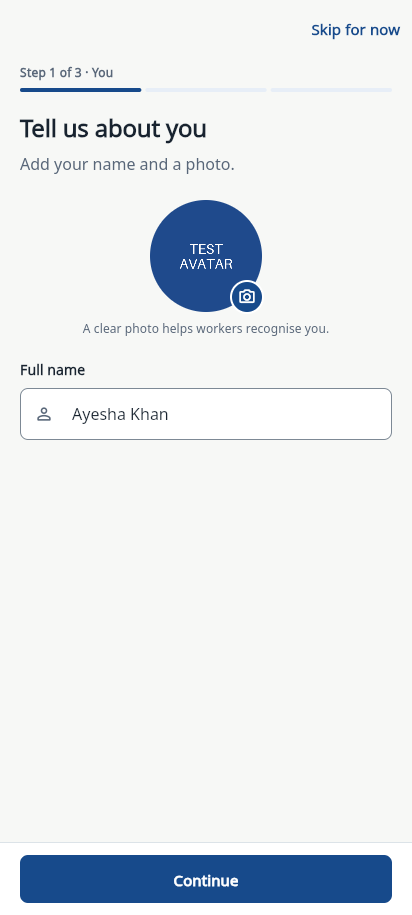 Skip for now
Step 1 of 3 · You
Tell us about you
Add your name and a photo.
TEST
AVATAR
A clear photo helps workers recognise you.
Full name
Ayesha Khan
Continue